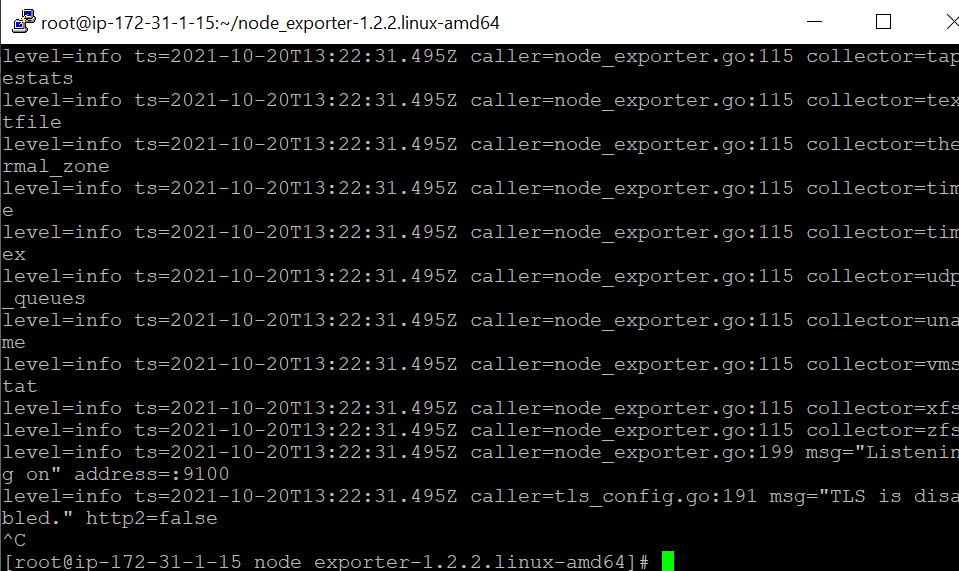 root@ip-172-31-1-15:~/node_exporter-1.2.2.linux-amd64
level=info ts=2021-10-20T13:22:31.495Z caller=node_exporter.go:115 collector=tap
estats
level=info ts=2021-10-20T13:22:31.495Z caller=node_exporter.go:115 collector=tex
tfile
level=info ts=2021-10-20T13:22:31.495Z caller=node_exporter.go:115 collector=the
rmal_zone
level=info ts=2021-10-20T13:22:31.495Z caller=node_exporter.go:115 collector=tim
e
level=info ts=2021-10-20T13:22:31.495Z caller=node_exporter.go:115 collector=tim
ex
level=info ts=2021-10-20T13:22:31.495Z caller=node_exporter.go:115 collector=udp
_queues
level=info ts=2021-10-20T13:22:31.495Z caller=node_exporter.go:115 collector=una
me
level=info ts=2021-10-20T13:22:31.495Z caller=node_exporter.go:115 collector=vms
tat
level=info ts=2021-10-20T13:22:31.495Z caller=node_exporter.go:115 collector=xfs
level=info ts=2021-10-20T13:22:31.495Z caller=node_exporter.go:115 collector=zfs
level=info ts=2021-10-20T13:22:31.495Z caller=node_exporter.go:199 msg="Listenin
g on" address=:9100
level=info ts=2021-10-20T13:22:31.495Z caller=tls_config.go:191 msg="TLS is disa
bled." http2=false
^C
[root@ip-172-31-1-15 node_exporter-1.2.2.linux-amd64]#